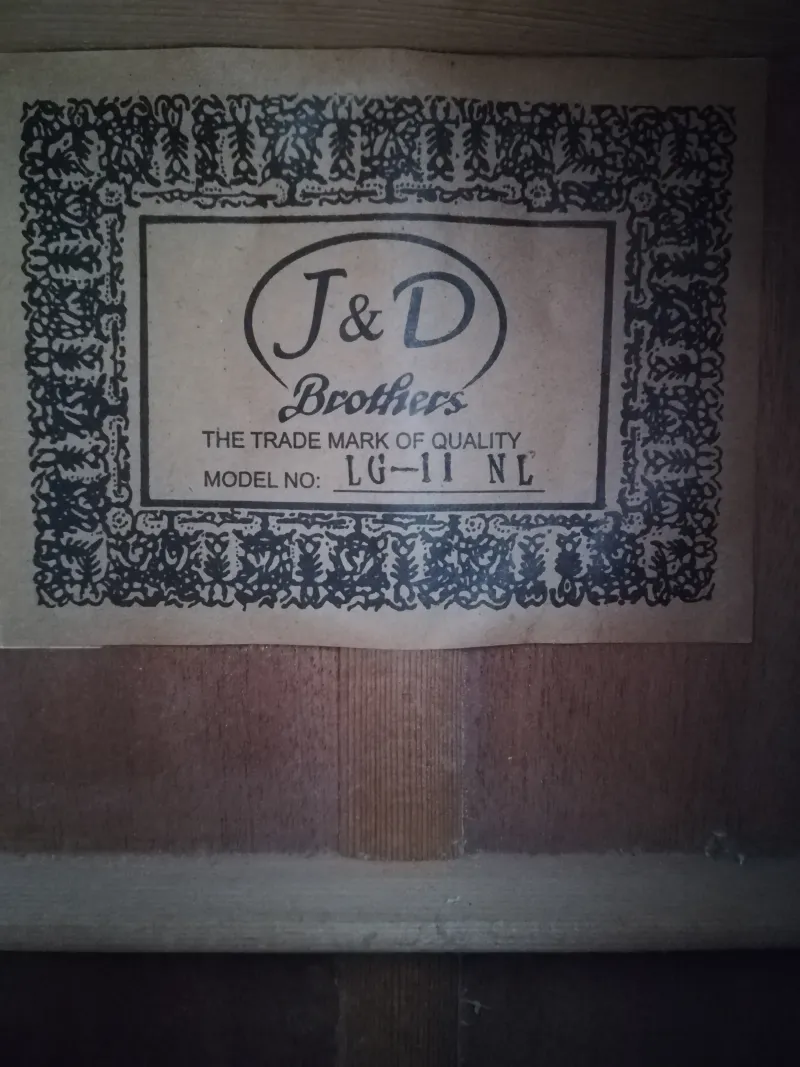 J & D
Brothers
THE TRADE MARK OF QUALITY
MODEL NO: LG-11 NL